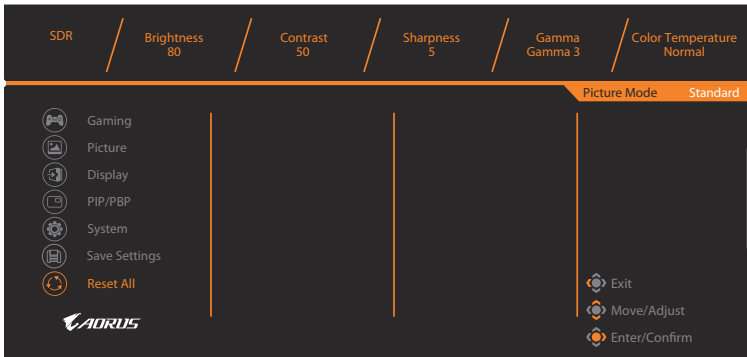 SDR
Brightness
80
Contrast
50
Sharpness
5
Gamma
Gamma 3
Color Temperature
Normal
Picture Mode Standard
Gaming
Picture
Display
PIP/PBP
System
Save Settings
Reset All
AORUS
Exit
Move/Adjust
Enter/Confirm